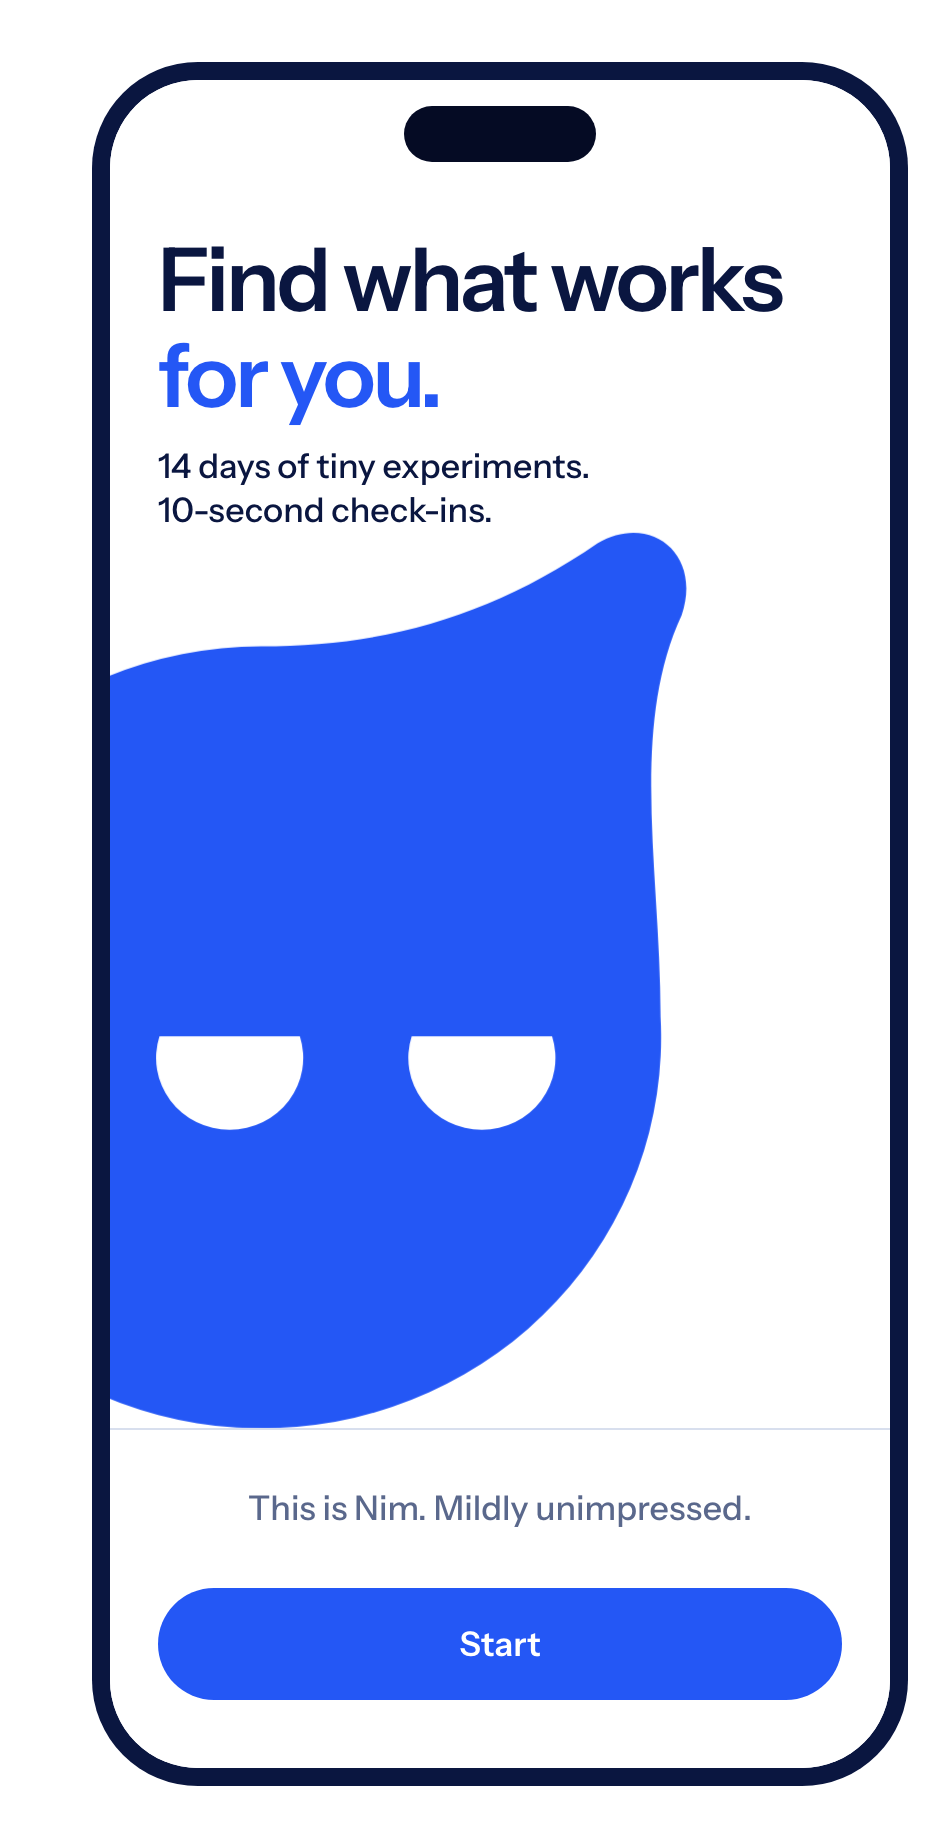 Find what works
for you.
14 days of tiny experiments.
10-second check-ins.
This is Nim. Mildly unimpressed.
Start